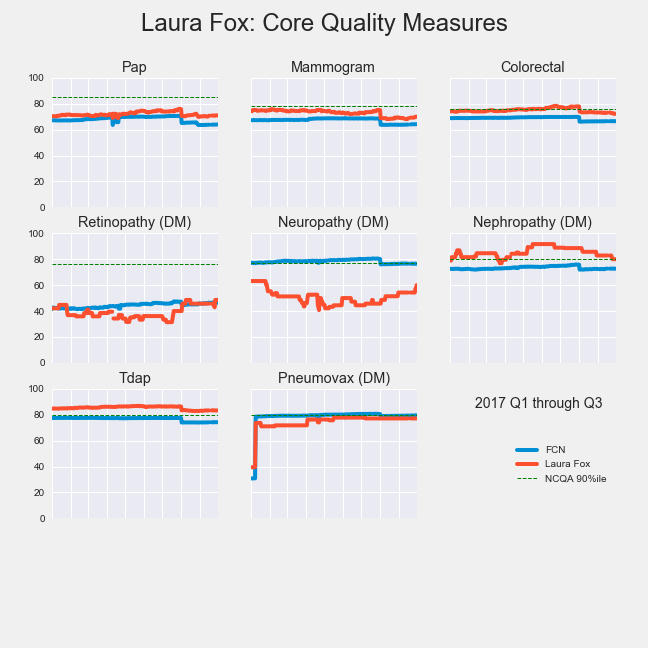 Laura Fox: Core Quality Measures
Pap
Mammogram
Colorectal
100
80
60
40
20
0
Retinopathy (DM)
Neuropathy (DM)
Nephropathy (DM)
100
80
60
40
20
0
Tdap
Pneumovax (DM)
100
80
60
40
20
0
2017 Q1 through Q3
FCN
Laura Fox
NCQA 90%ile